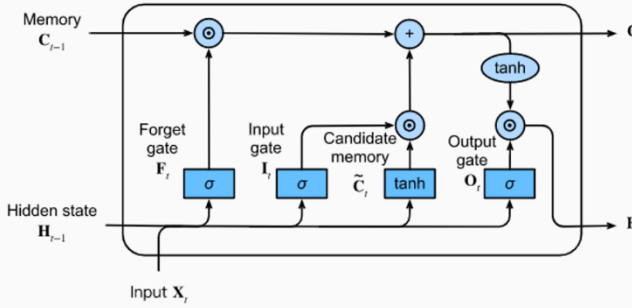 Memory
C_{t-1}
tanh
Forget gate
F_t
Input gate
I_t
Candidate memory
C̃_t
Output gate
O_t
σ
σ
tanh
σ
Hidden state
H_{t-1}
Input X_t